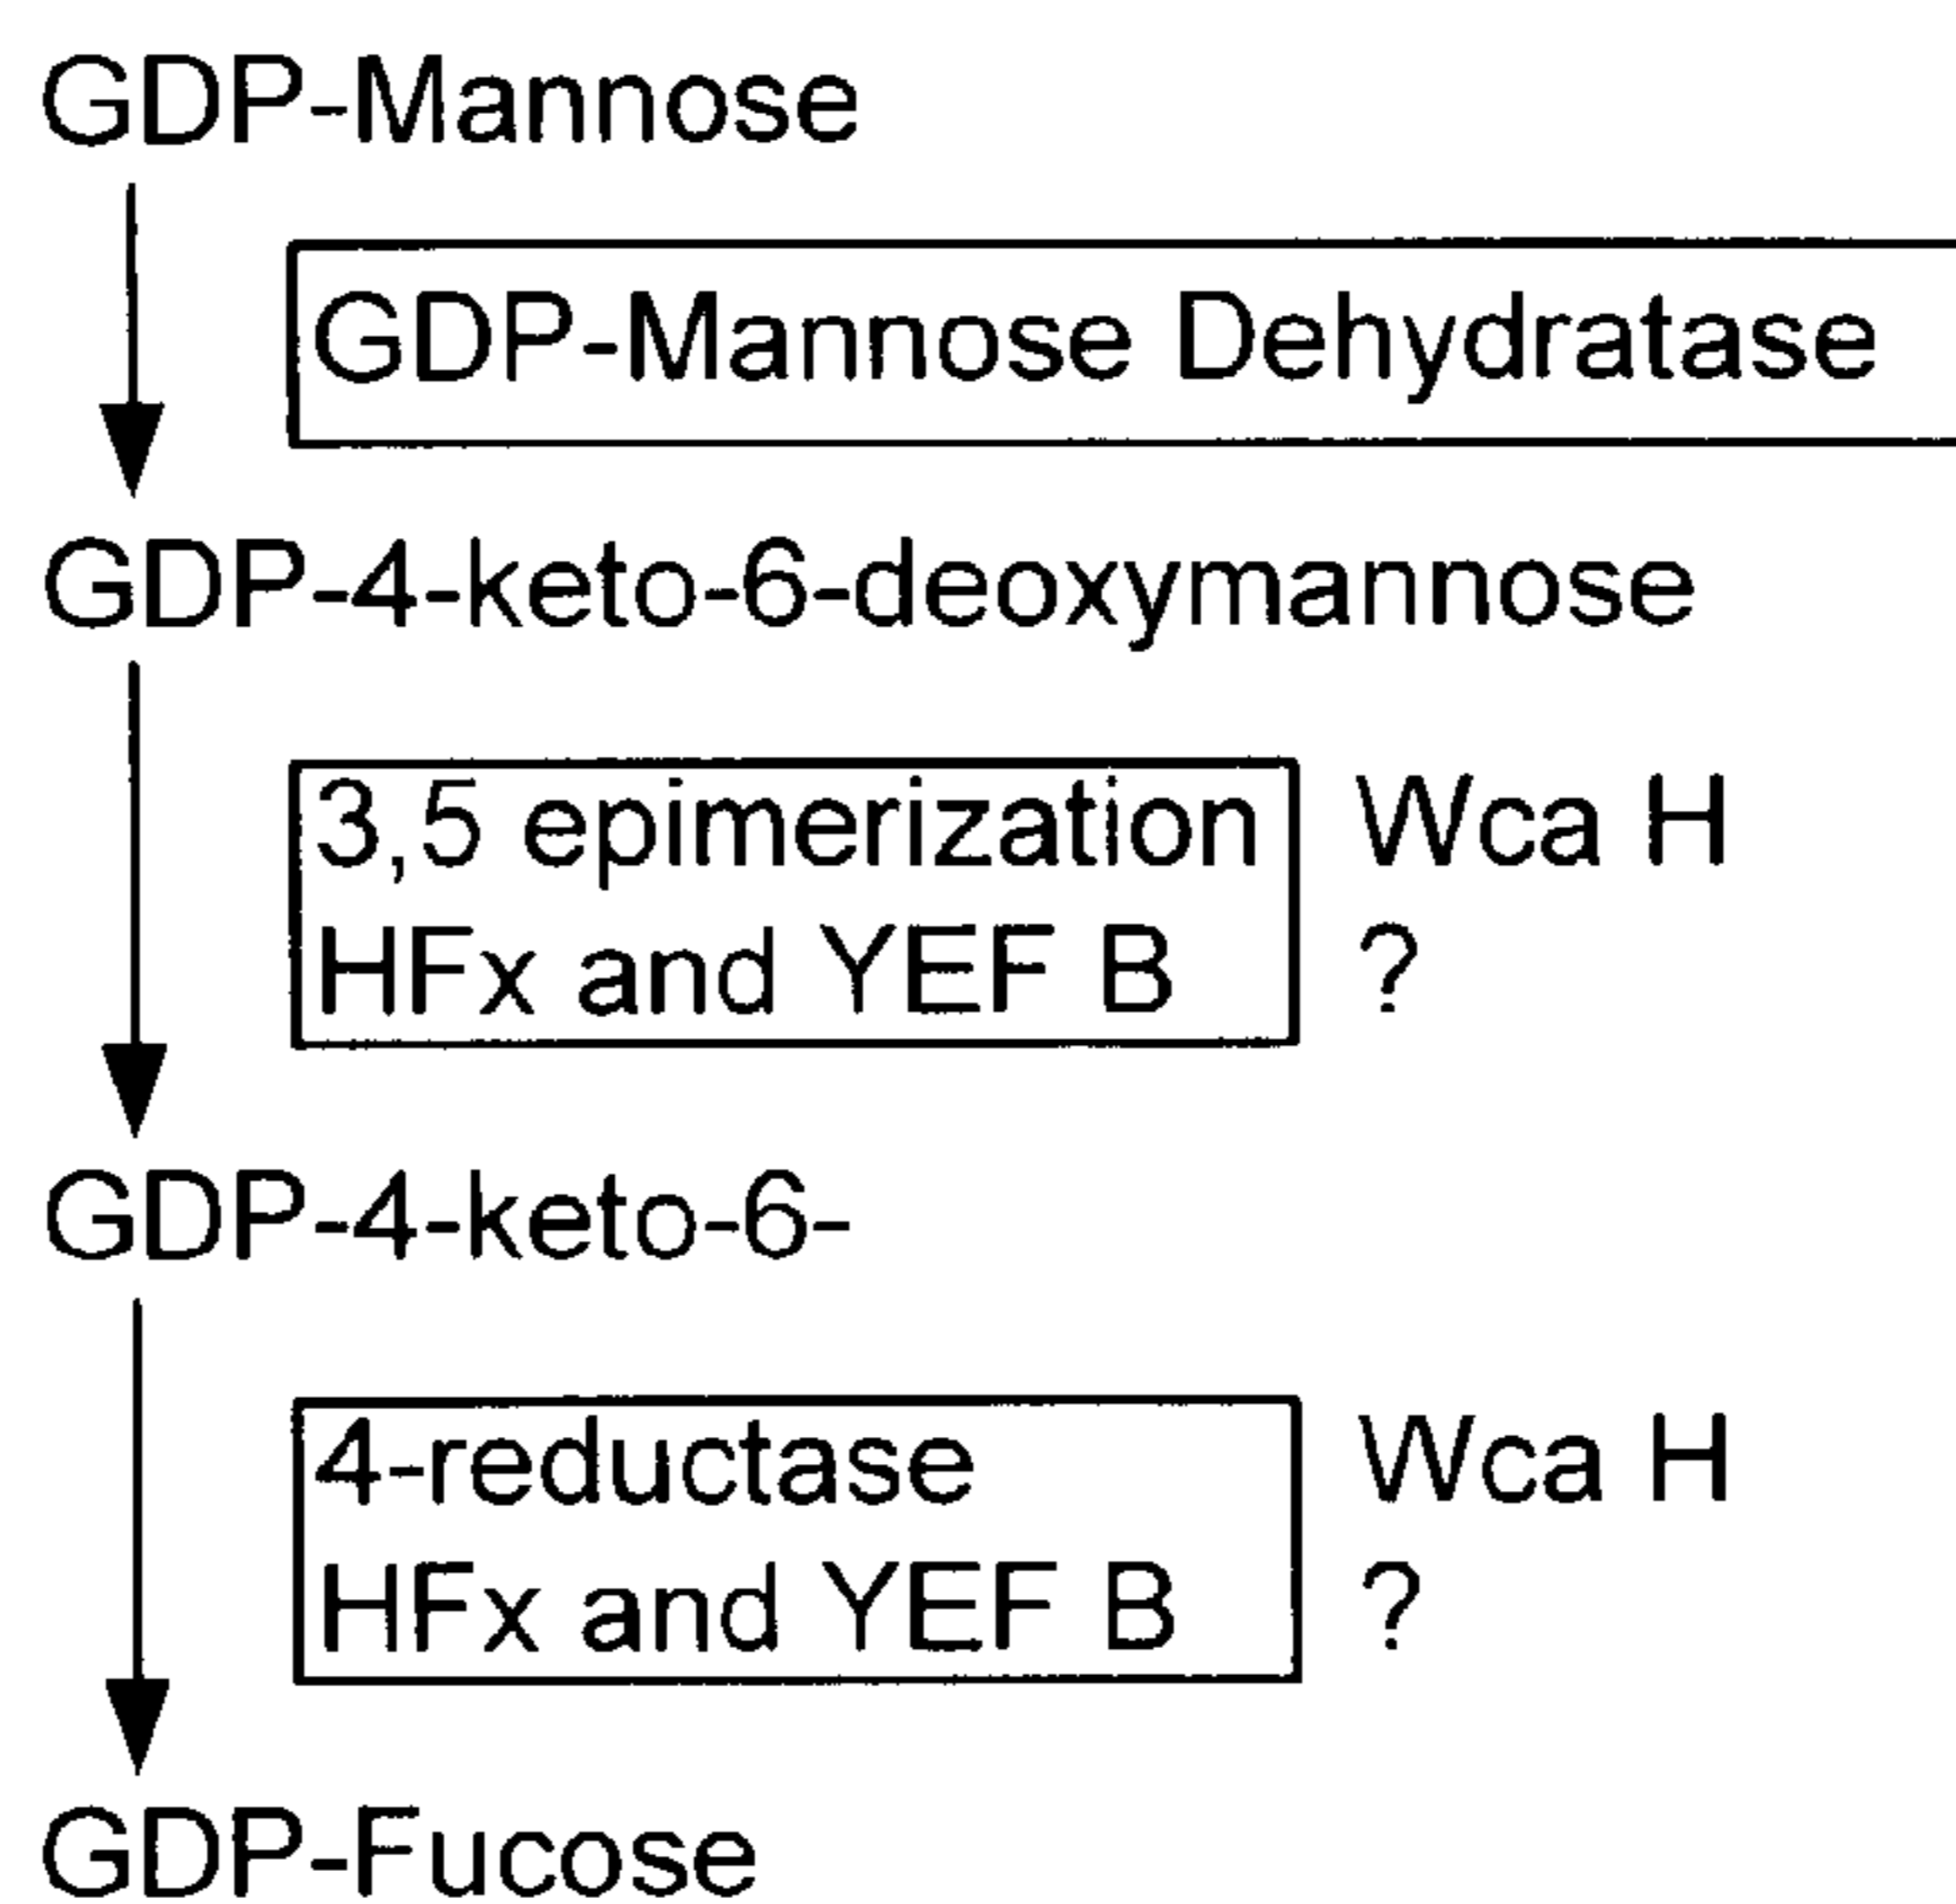 GDP-Mannose
GDP-Mannose Dehydratase
GDP-4-keto-6-deoxymannose
3,5 epimerization Wca H
HFx and YEF B ?
GDP-4-keto-6-
4-reductase Wca H
HFx and YEF B ?
GDP-Fucose